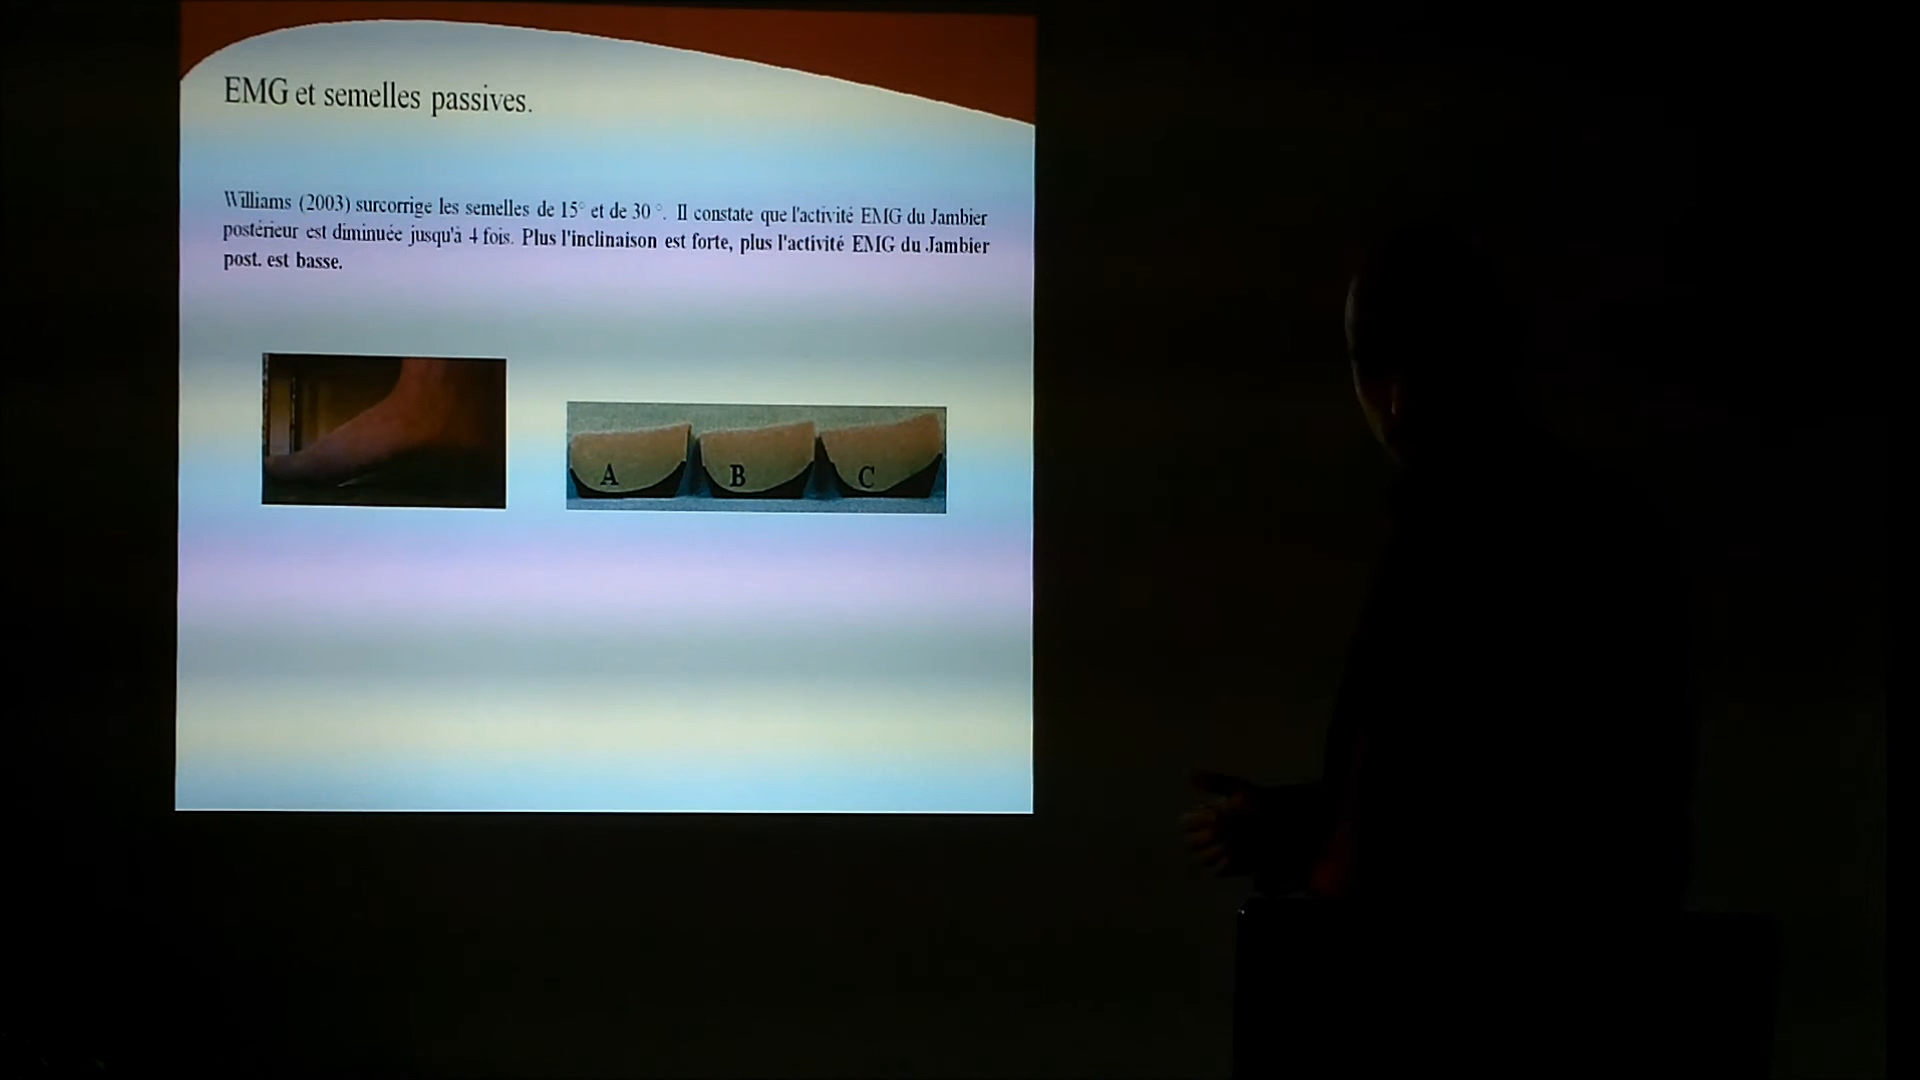 EMG et semelles passives.
Williams (2003) surcorrige les semelles de 15° et de 30 °. Il constate que l'activité EMG du Jambier
postérieur est diminuée jusqu'à 4 fois. Plus l'inclinaison est forte, plus l'activité EMG du Jambier
post. est basse.
A B C